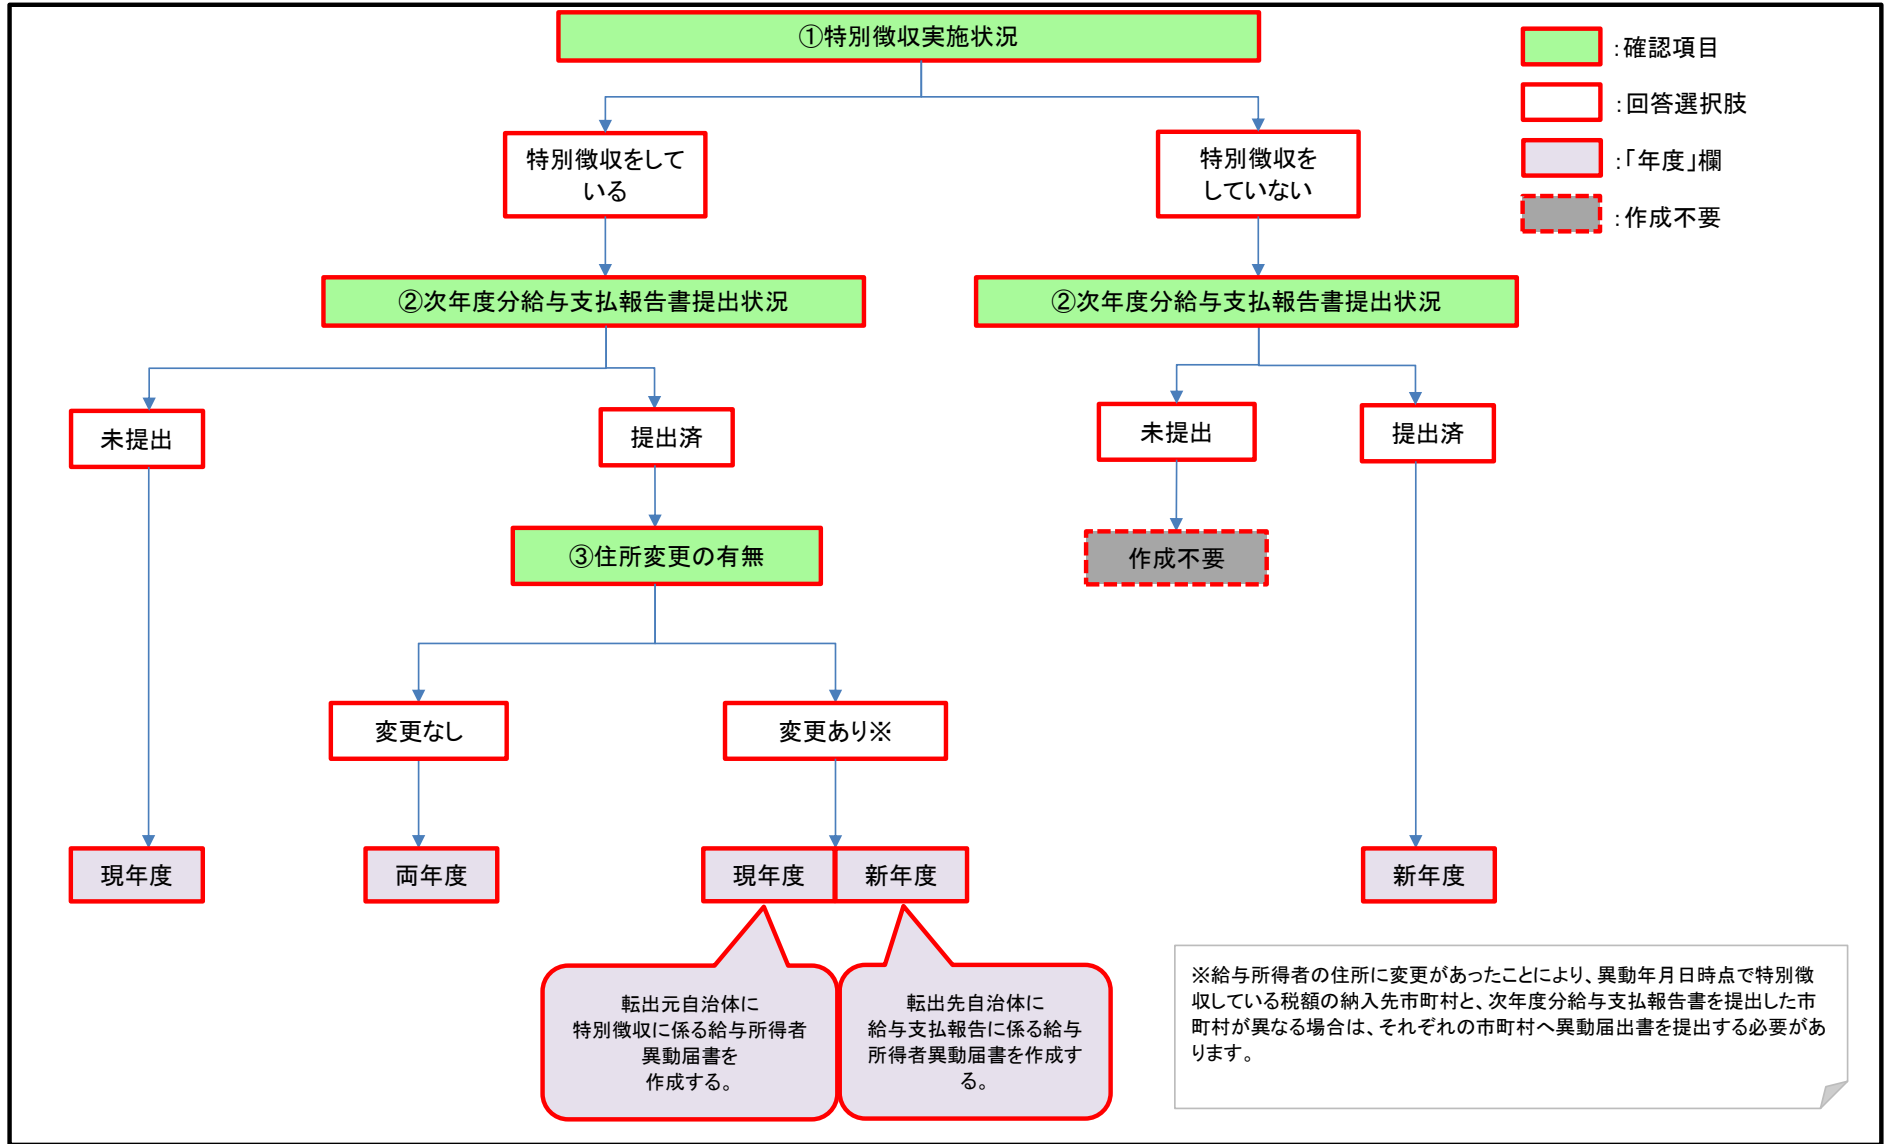 ①特別徴収実施状況
:確認項目
:回答選択肢
:「年度」欄
:作成不要
特別徴収をして
いる
特別徴収を
していない
②次年度分給与支払報告書提出状況
②次年度分給与支払報告書提出状況
未提出
提出済
未提出
提出済
③住所変更の有無
作成不要
変更なし
変更あり※
現年度
両年度
現年度
新年度
新年度
転出元自治体に
特別徴収に係る給与所得者
異動届書を
作成する。
転出先自治体に
給与支払報告に係る給与
所得者異動届書を作成す
る。
※給与所得者の住所に変更があったことにより、異動年月日時点で特別徴
収している税額の納入先市町村と、次年度分給与支払報告書を提出した市
町村が異なる場合は、それぞれの市町村へ異動届出書を提出する必要があ
ります。